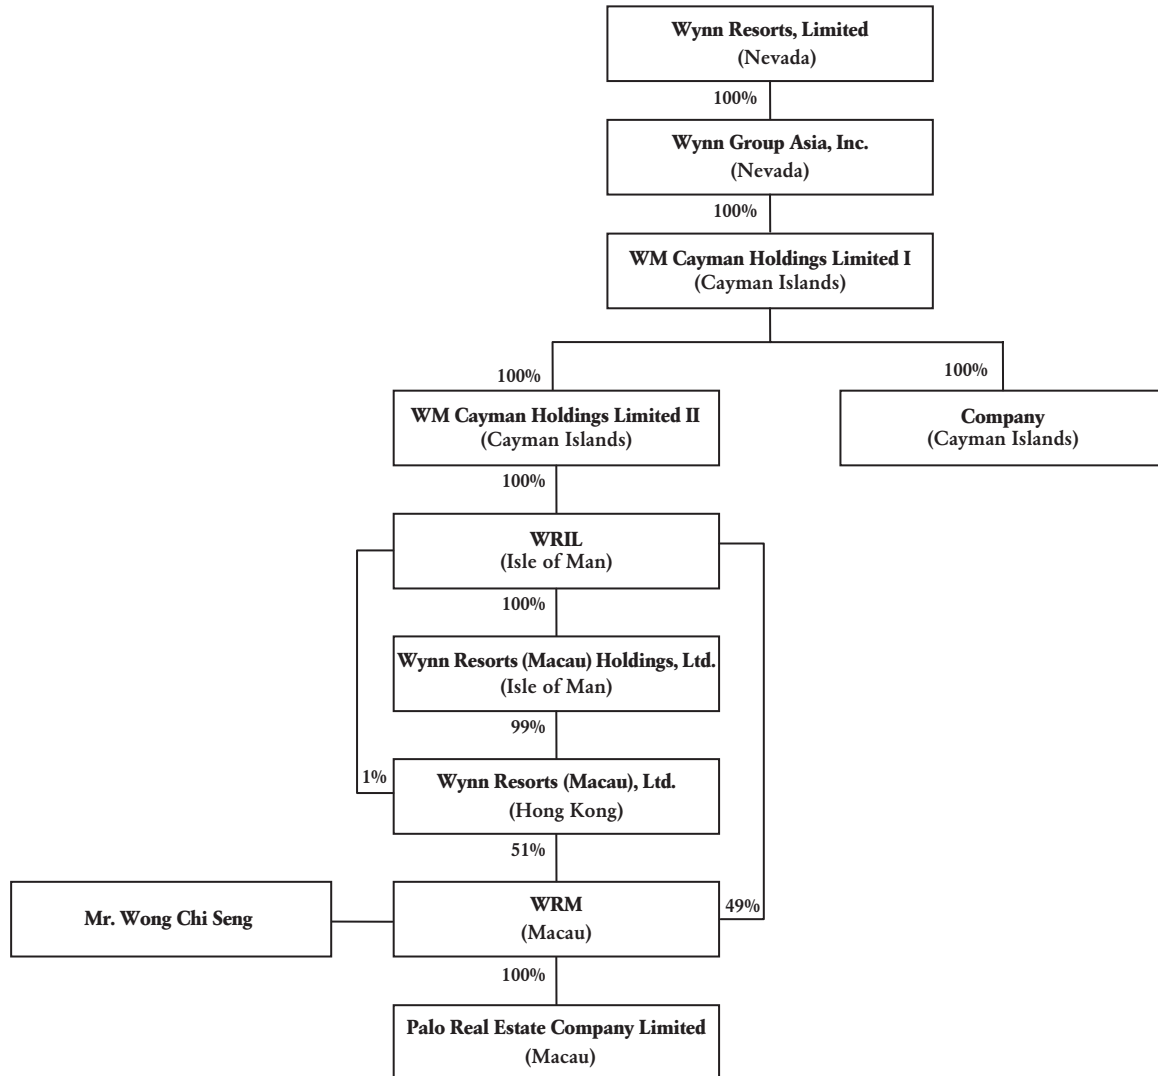 Wynn Resorts, Limited
(Nevada)
100%
Wynn Group Asia, Inc.
(Nevada)
100%
WM Cayman Holdings Limited I
(Cayman Islands)
100%
100%
WM Cayman Holdings Limited II
(Cayman Islands)
Company
(Cayman Islands)
100%
WRIL
(Isle of Man)
100%
Wynn Resorts (Macau) Holdings, Ltd.
(Isle of Man)
99%
1%
Wynn Resorts (Macau), Ltd.
(Hong Kong)
51%
Mr. Wong Chi Seng
WRM
(Macau)
49%
100%
Palo Real Estate Company Limited
(Macau)